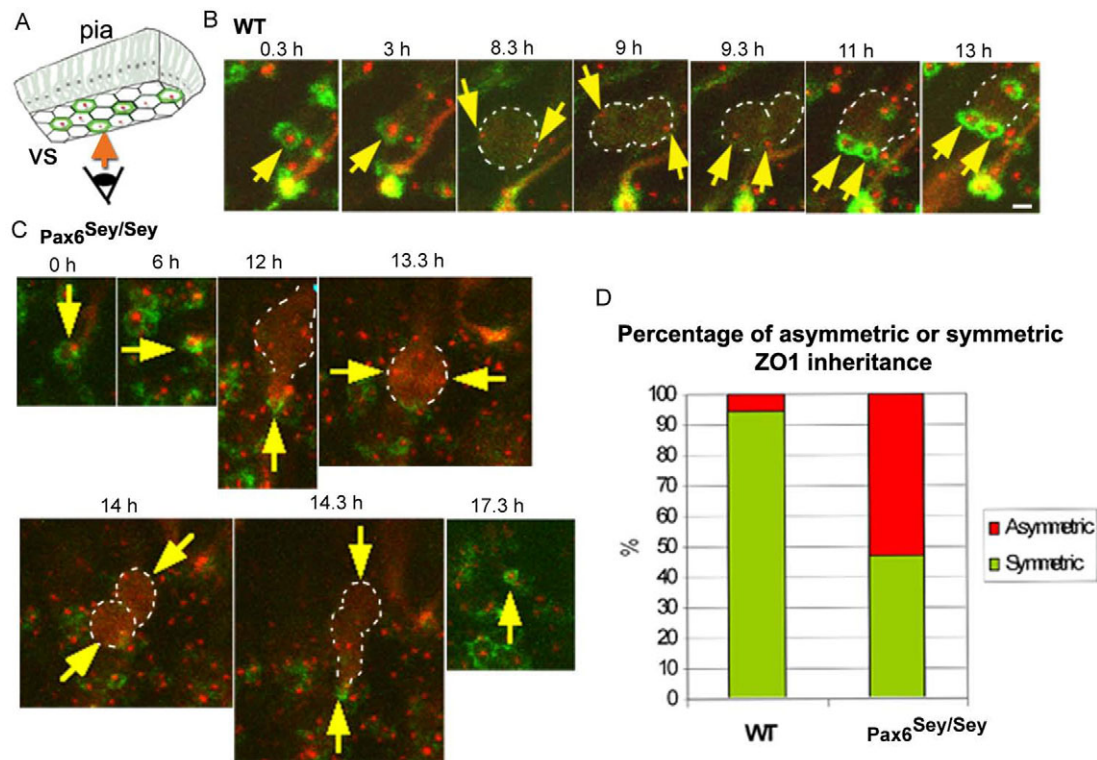 A
pia
VS
B
WT
0.3 h 3 h 8.3 h 9 h 9.3 h 11 h 13 h
C Pax6Sey/Sey
0 h 6 h 12 h 13.3 h
14 h 14.3 h 17.3 h
D
Percentage of asymmetric or symmetric
ZO1 inheritance
100
90
80
70
60
50
40
30
20
10
0
%
Asymmetric
Symmetric
WT Pax6Sey/Sey